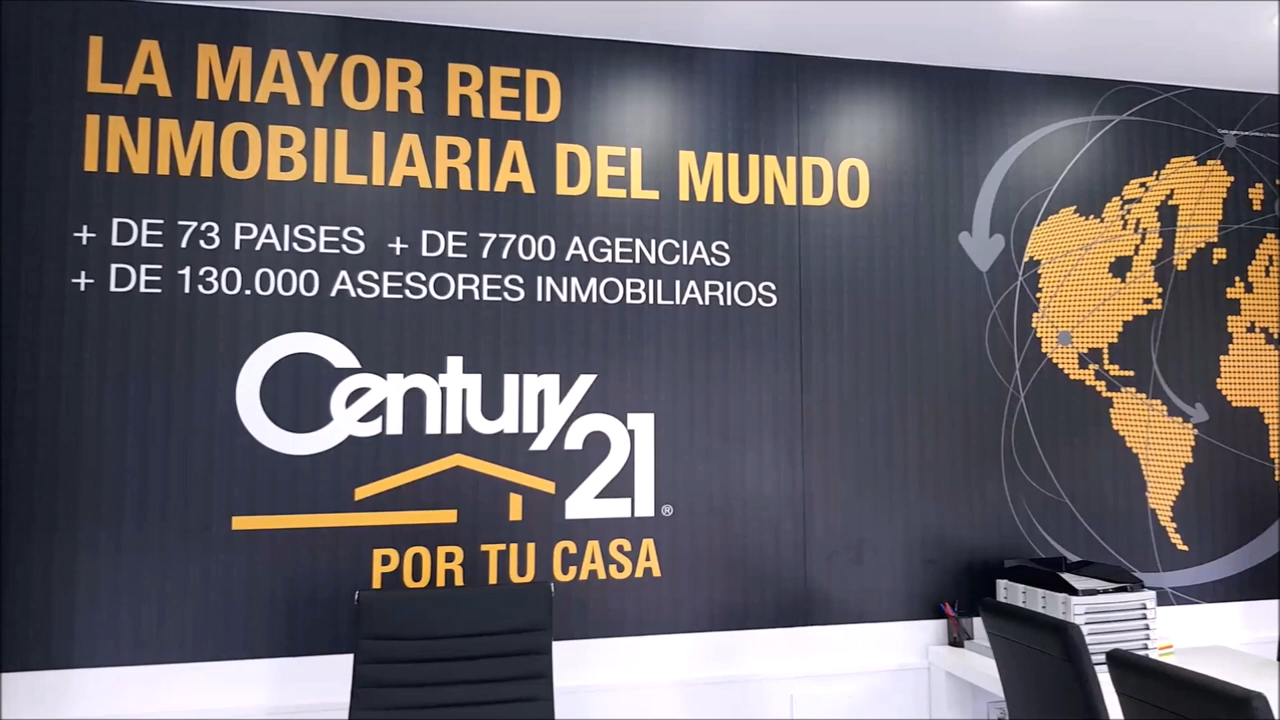 LA MAYOR RED
INMOBILIARIA DEL MUNDO
+ DE 73 PAISES + DE 7700 AGENCIAS
+ DE 130.000 ASESORES INMOBILIARIOS
Century
21®
POR TU CASA